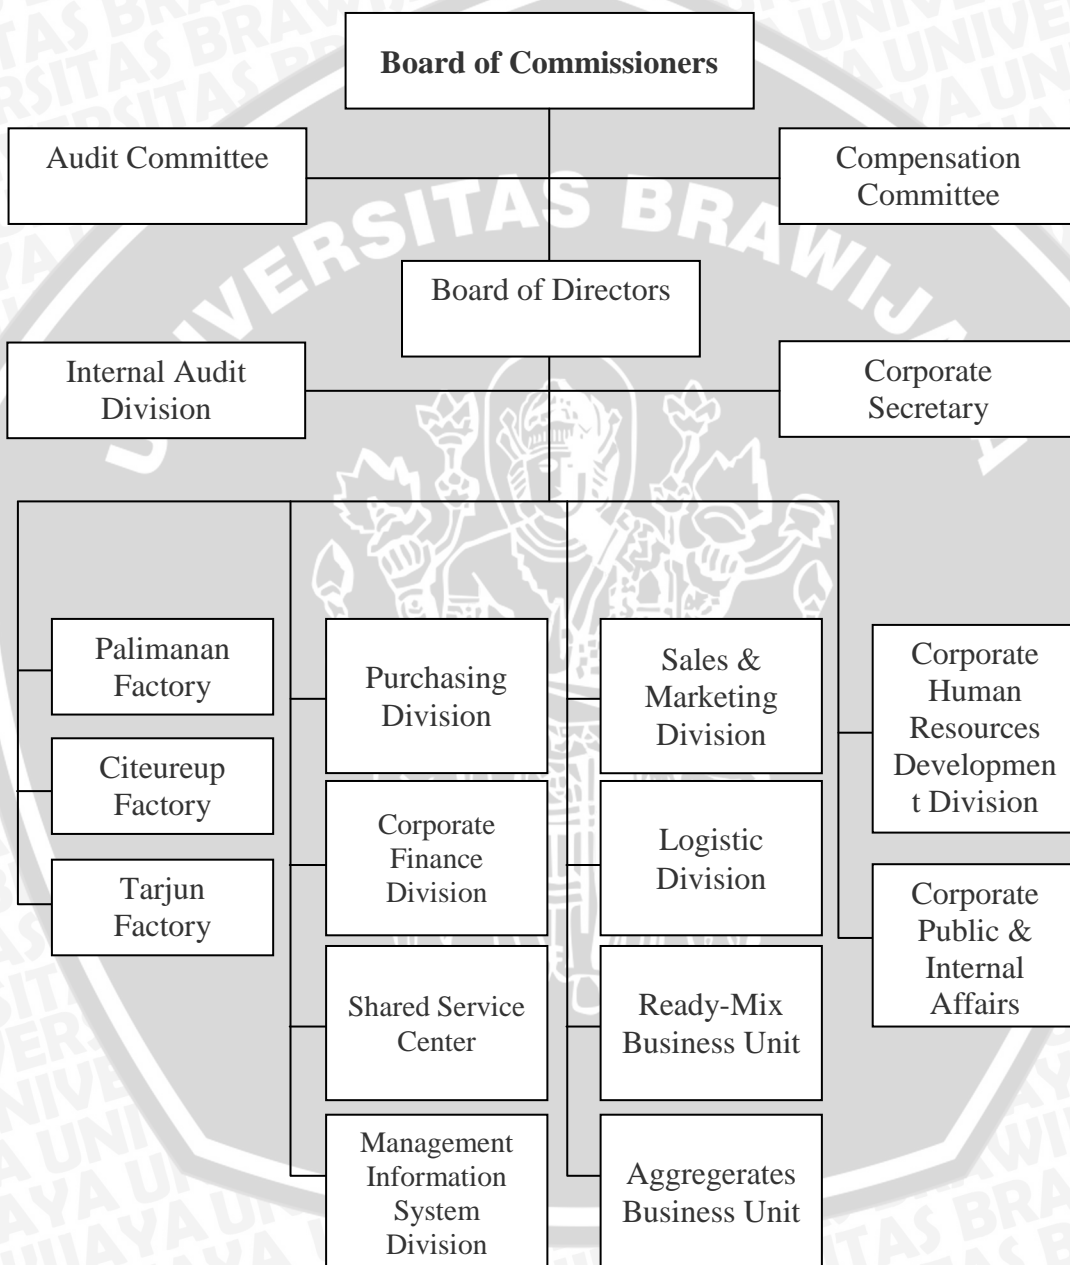 Board of Commissioners
Audit Committee
Compensation
Committee
UNIVERSITAS BRAWIJAYA
Board of Directors
Internal Audit
Division
Corporate
Secretary
Palimanan
Factory
Citeureup
Factory
Tarjun
Factory
Purchasing
Division
Corporate
Finance
Division
Shared Service
Center
Management
Information
System
Division
Sales &
Marketing
Division
Logistic
Division
Ready-Mix
Business Unit
Aggregerates
Business Unit
Corporate
Human
Resources
Developmen
t Division
Corporate
Public &
Internal
Affairs